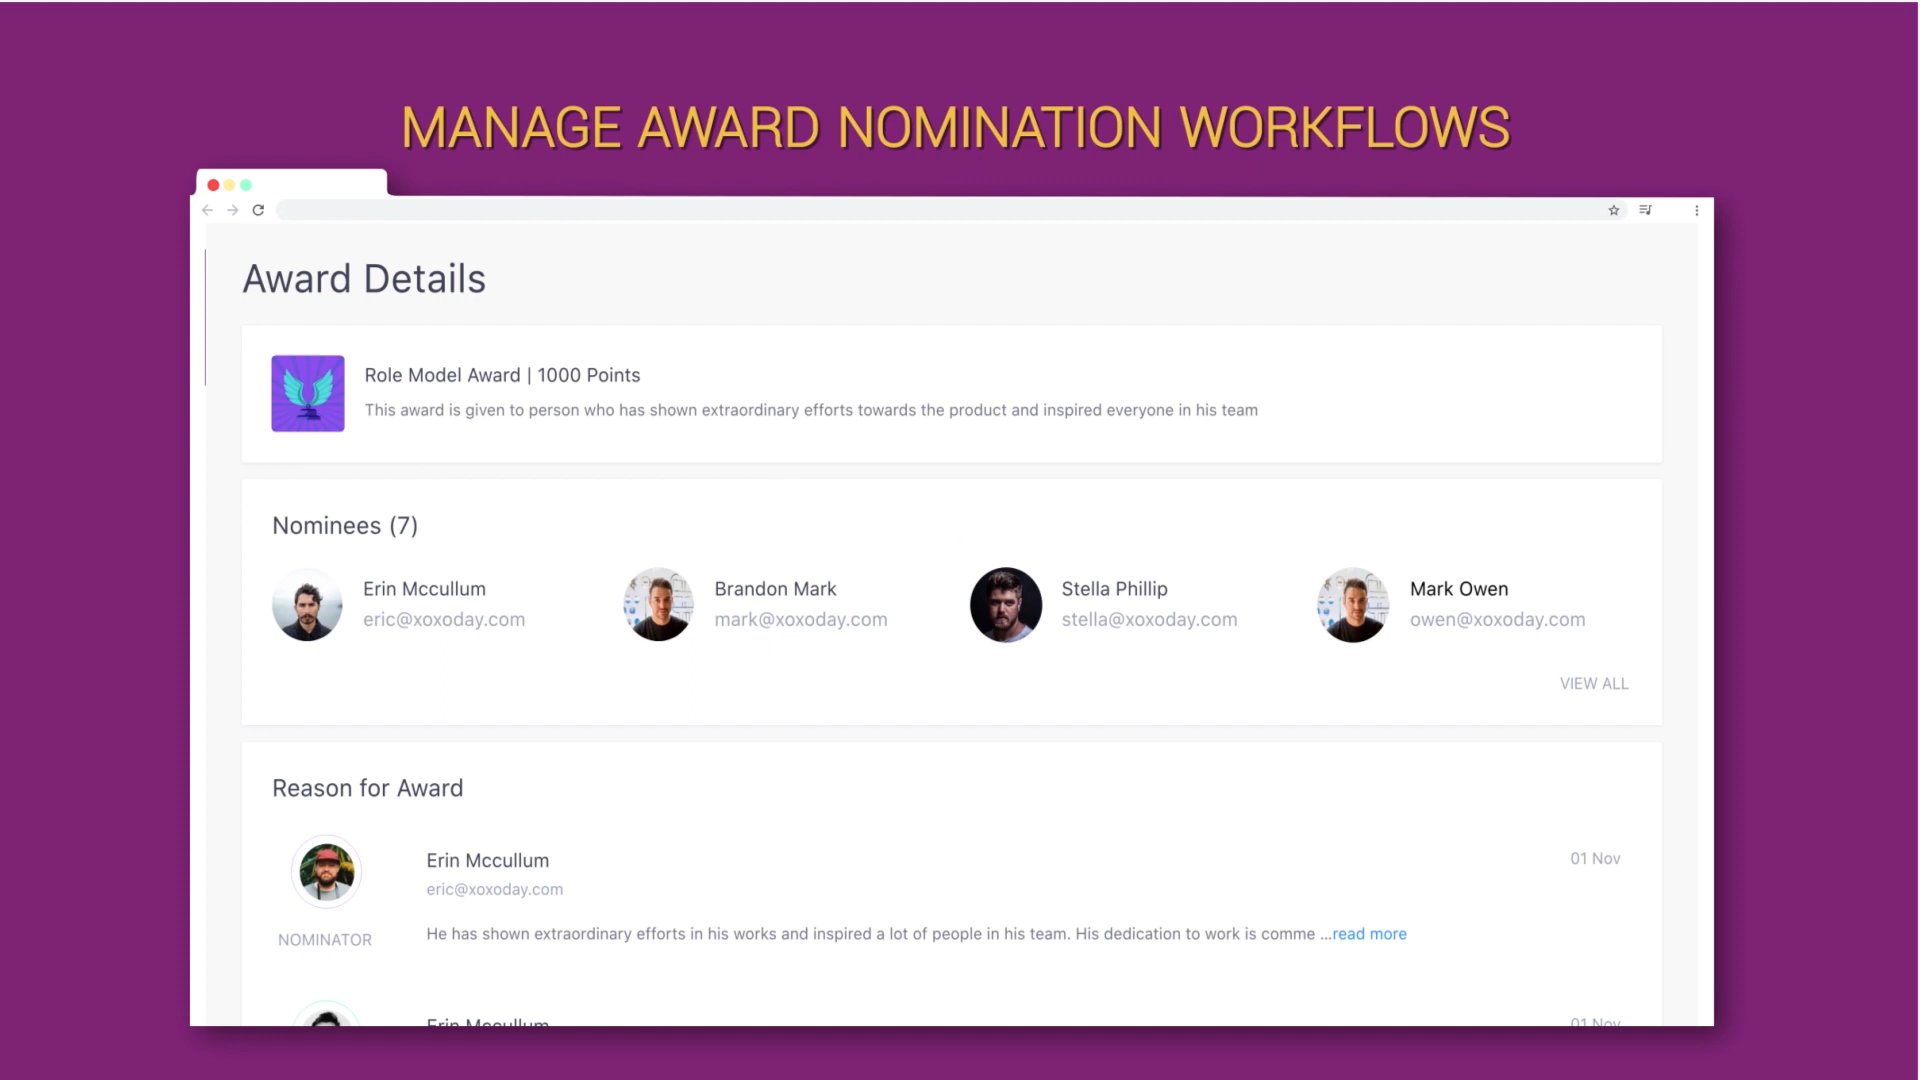 MANAGE AWARD NOMINATION WORKFLOWS
Award Details
Role Model Award | 1000 Points
This award is given to person who has shown extraordinary efforts towards the product and inspired everyone in his team
Nominees (7)
Erin Mccullum
eric@xoxoday.com
Brandon Mark
mark@xoxoday.com
Stella Phillip
stella@xoxoday.com
Mark Owen
owen@xoxoday.com
VIEW ALL
Reason for Award
Erin Mccullum
01 Nov
eric@xoxoday.com
NOMINATOR
He has shown extraordinary efforts in his works and inspired a lot of people in his team. His dedication to work is comme ...read more
Erin Mccullum
01 Nov